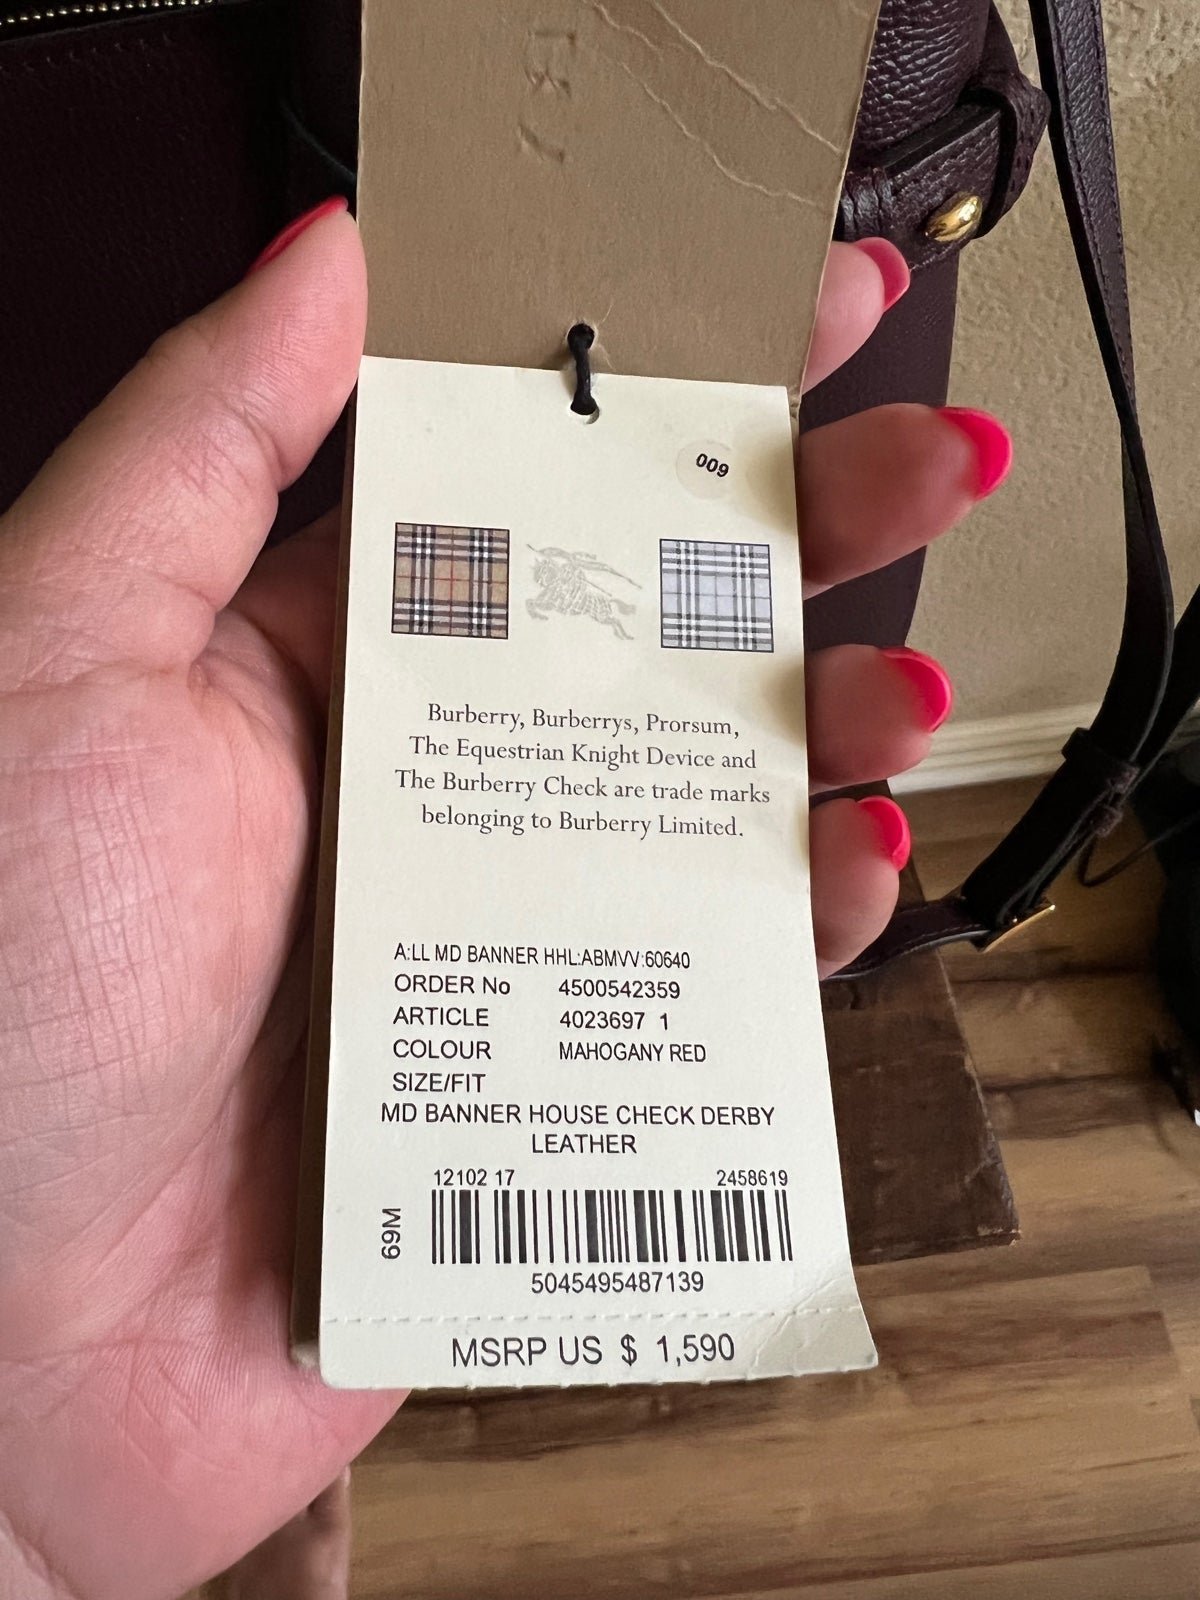 009
Burberry, Burberrys, Prorsum,
The Equestrian Knight Device and
The Burberry Check are trade marks
belonging to Burberry Limited.
A:LL MD BANNER HHL:ABMVV:60640
ORDER No 4500542359
ARTICLE 4023697 1
COLOUR MAHOGANY RED
SIZE/FIT
MD BANNER HOUSE CHECK DERBY
LEATHER
12102 17 2458619
69M
5045495487139
MSRP US $ 1,590